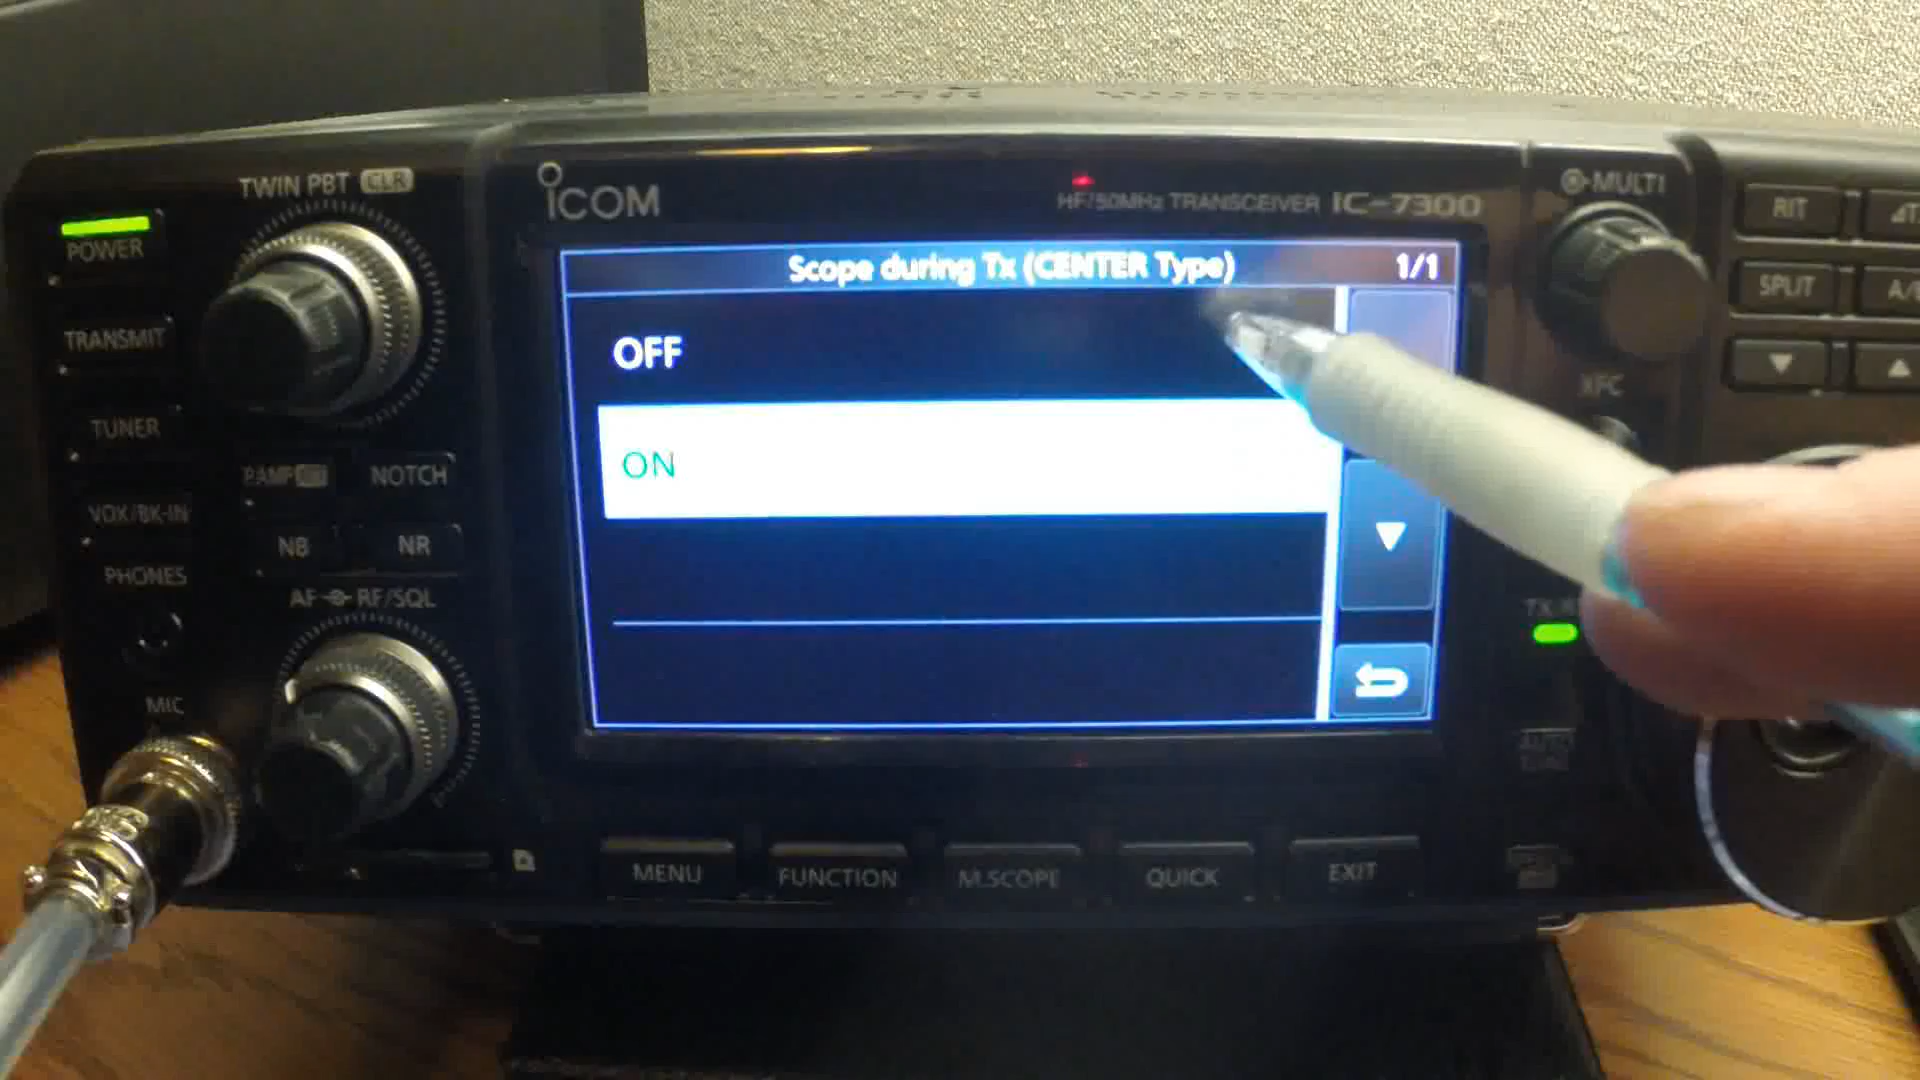 TWIN PBT CLR
ICOM
HF/50MHz TRANSCEIVER IC-7300
MULTI
RIT
POWER
Scope during Tx (CENTER Type)
1/1
SPLIT
TRANSMIT
OFF
XFC
TUNER
ON
P.AMP ATT
NOTCH
VOX/BK-IN
NB
NR
PHONES
AF RF/SQL
MIC
MENU
FUNCTION
M.SCOPE
QUICK
EXIT